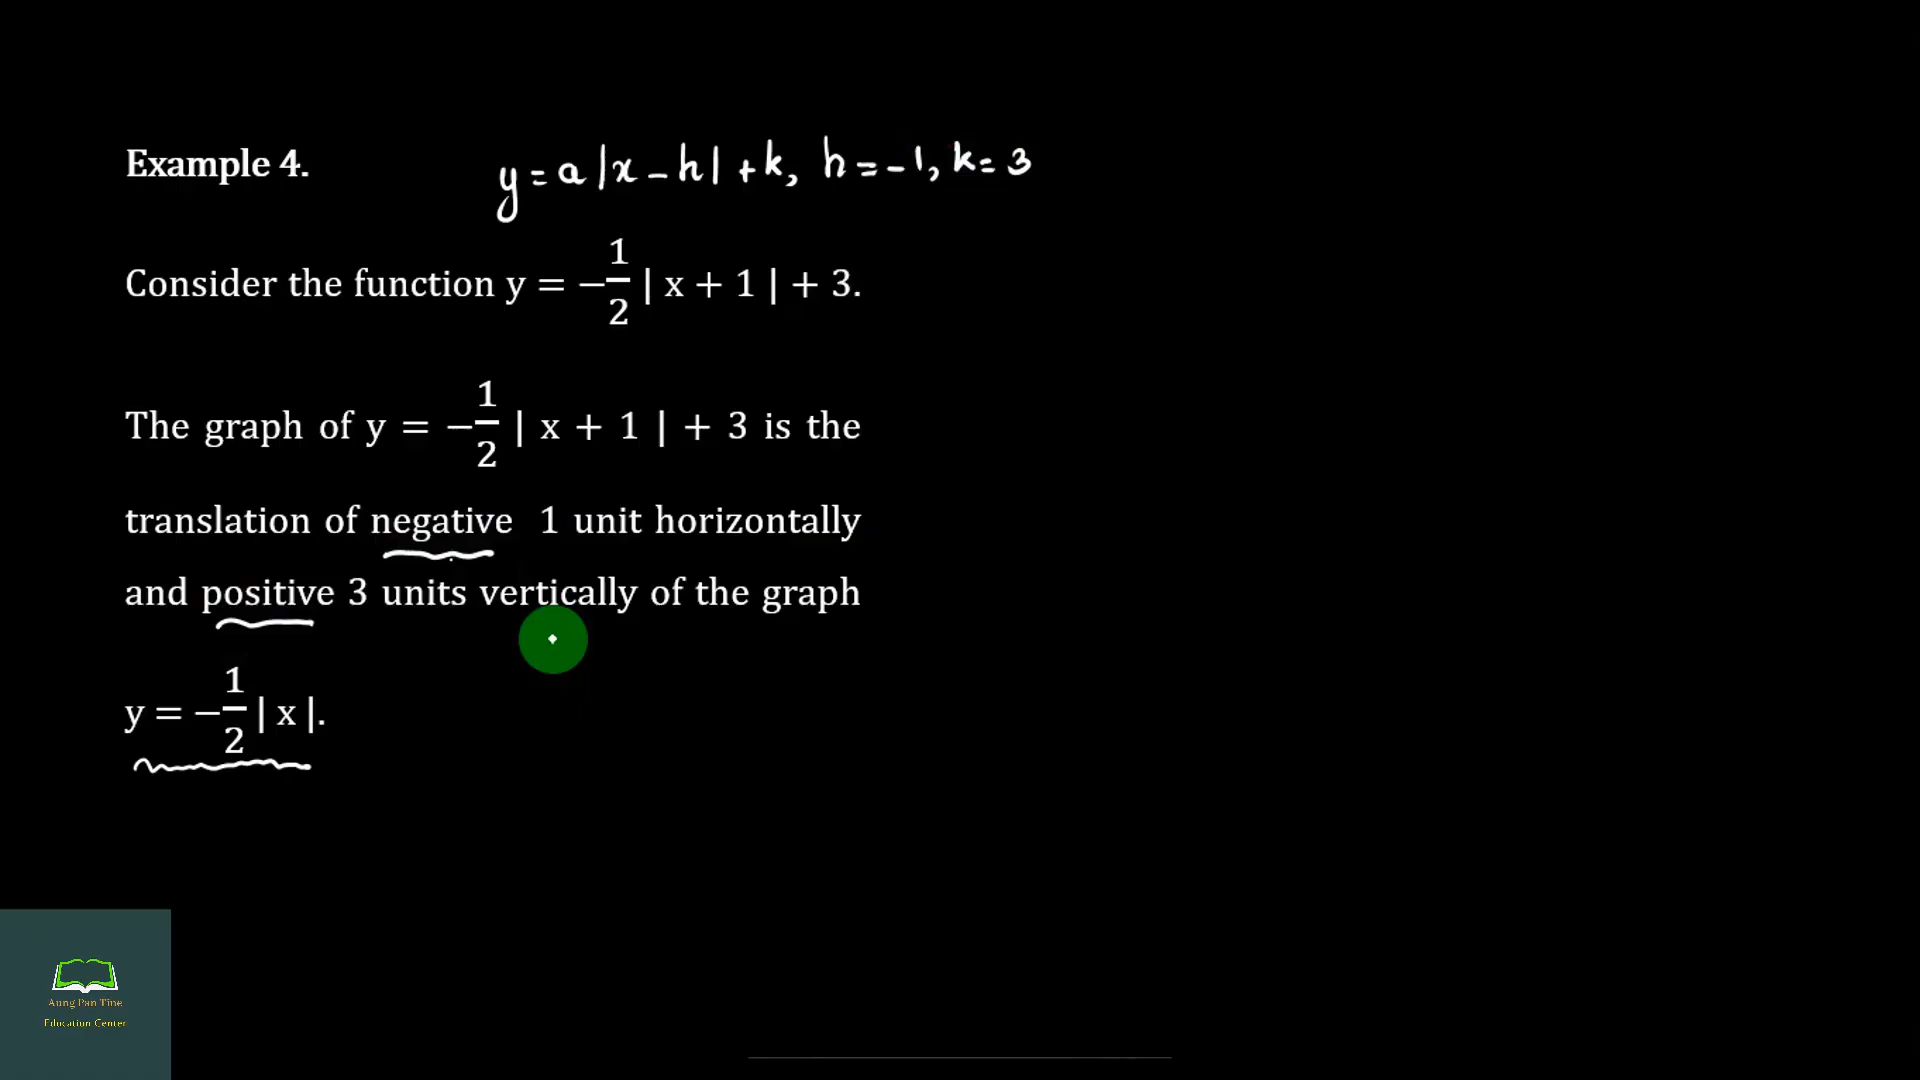 Example 4.
y = a |x – h| + k, h = –1, k = 3
Consider the function y = −1/2 | x + 1 | + 3.
The graph of y = −1/2 | x + 1 | + 3 is the
translation of negative 1 unit horizontally
and positive 3 units vertically of the graph
y = −1/2 | x |.
Aung Pan Tine
Education Center